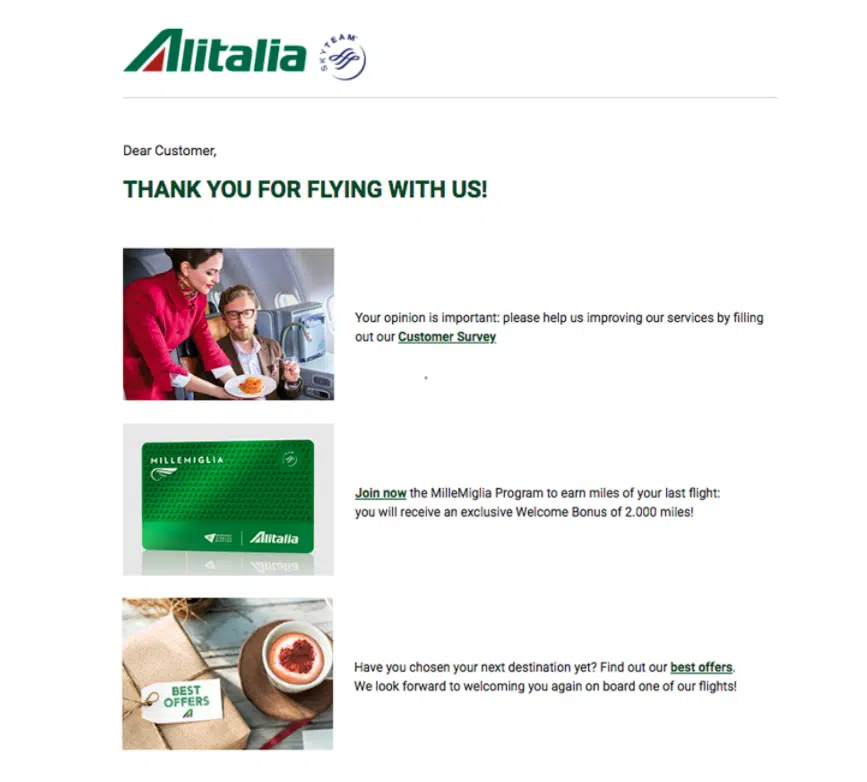 Alitalia
SKYTEAM
Dear Customer,
THANK YOU FOR FLYING WITH US!
Your opinion is important: please help us improving our services by filling
out our Customer Survey
MILLEMIGLIA
Alitalia
Join now the MilleMiglia Program to earn miles of your last flight:
you will receive an exclusive Welcome Bonus of 2.000 miles!
BEST
OFFERS
Have you chosen your next destination yet? Find out our best offers.
We look forward to welcoming you again on board one of our flights!